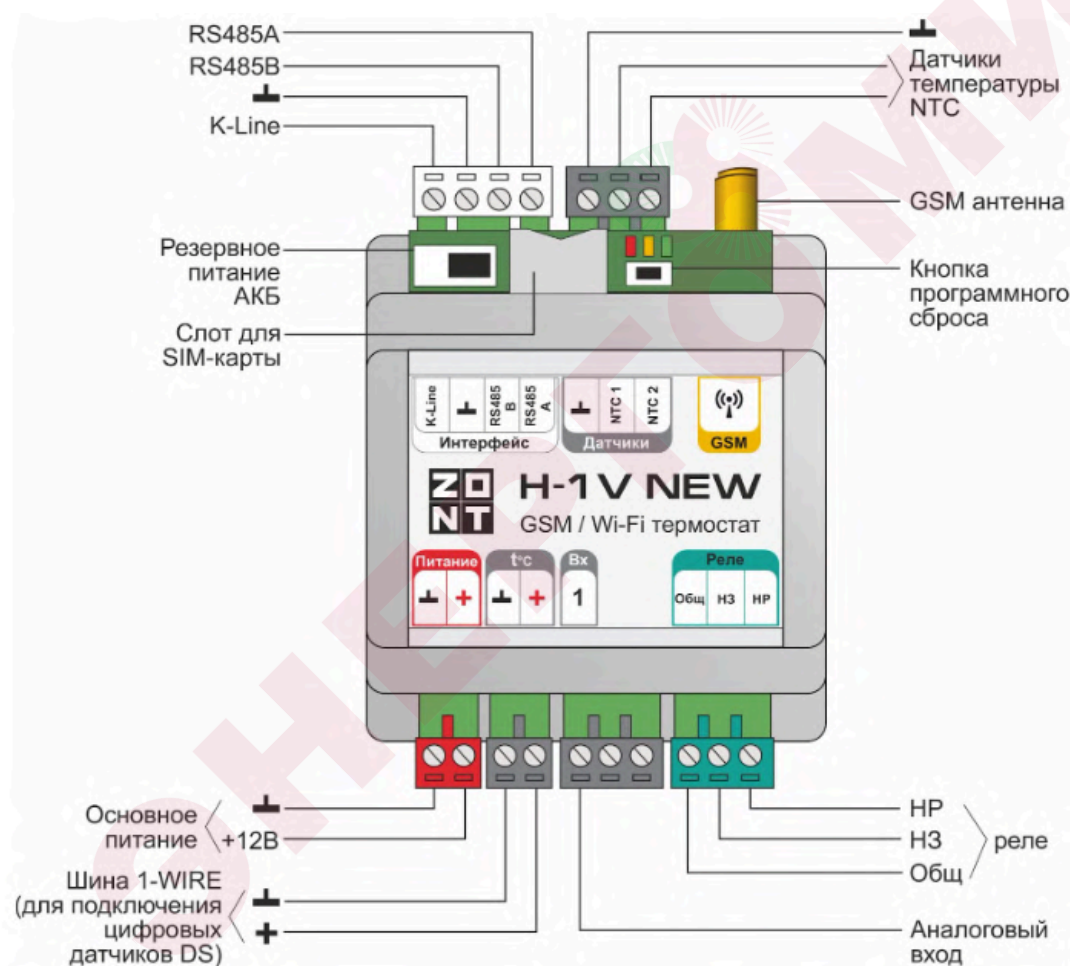 RS485A
RS485B
K-Line
Датчики
температуры
NTC
GSM антенна
Резервное
питание
АКБ
Кнопка
программного
сброса
Слот для
SIM-карты
K-Line
RS485 B
RS485 A
NTC 1
NTC 2
Интерфейс
Датчики
GSM
ZONT
H-1V NEW
GSM / Wi-Fi термостат
Питание
t°C
Вх
Реле
+
+
1
Общ
НЗ
НР
Основное
питание
+12В
Шина 1-WIRE
(для подключения
цифровых
датчиков DS)
+
НР
НЗ
Общ
реле
Аналоговый
вход
ЭНЕРГОМИ